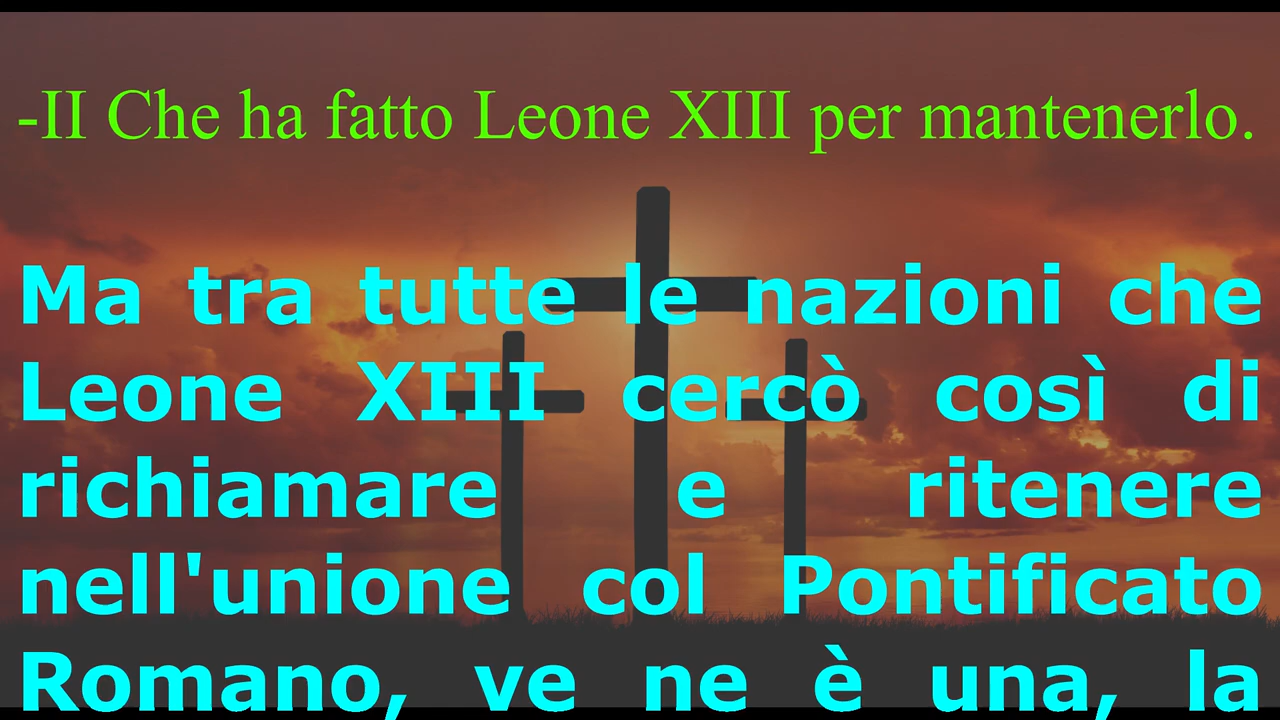 -II Che ha fatto Leone XIII per mantenerlo.
Ma tra tutte le nazioni che
Leone XIII cercò così di
richiamare e ritenere
nell'unione col Pontificato
Romano, ve ne è una, la